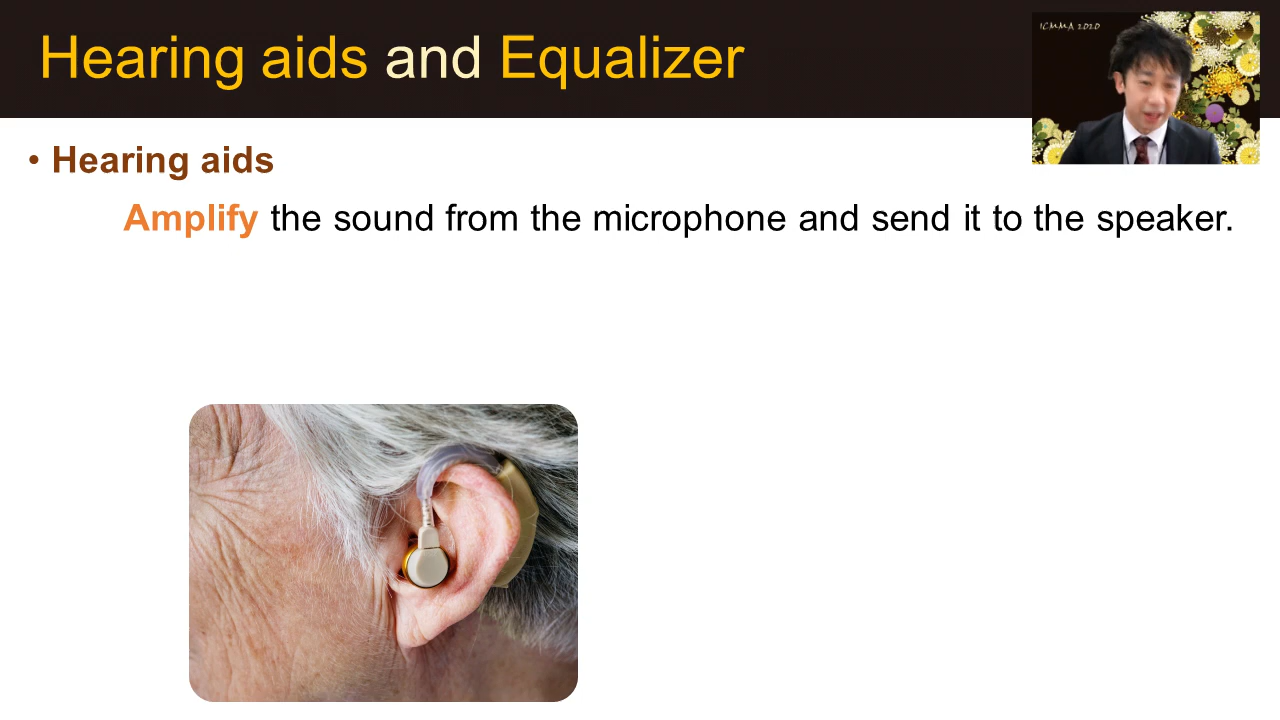 Hearing aids and Equalizer
ICMMA 2020
• Hearing aids
Amplify the sound from the microphone and send it to the speaker.